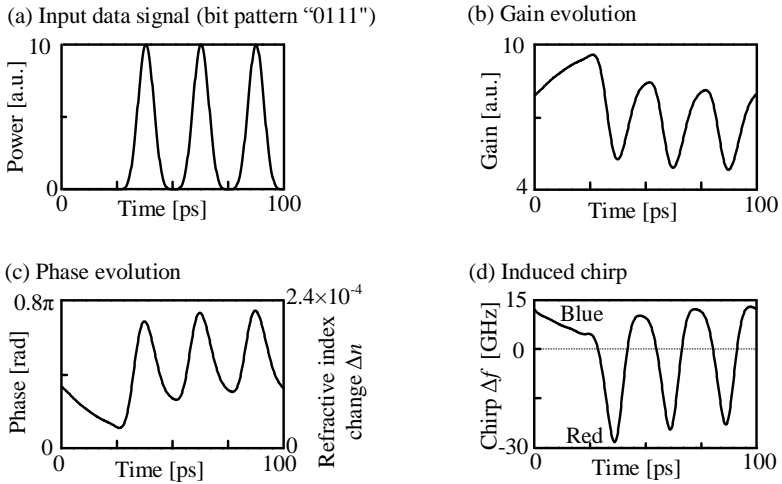 (a) Input data signal (bit pattern “0111")
10
Power [a.u.]
0
0
Time [ps]
100
(b) Gain evolution
10
Gain [a.u.]
4
0
Time [ps]
100
(c) Phase evolution
0.8π
Phase [rad]
0
0
Time [ps]
100
2.4×10⁻⁴
Refractive index
change Δn
0
(d) Induced chirp
15
Blue
0
Chirp Δf [GHz]
Red
-30
0
Time [ps]
100